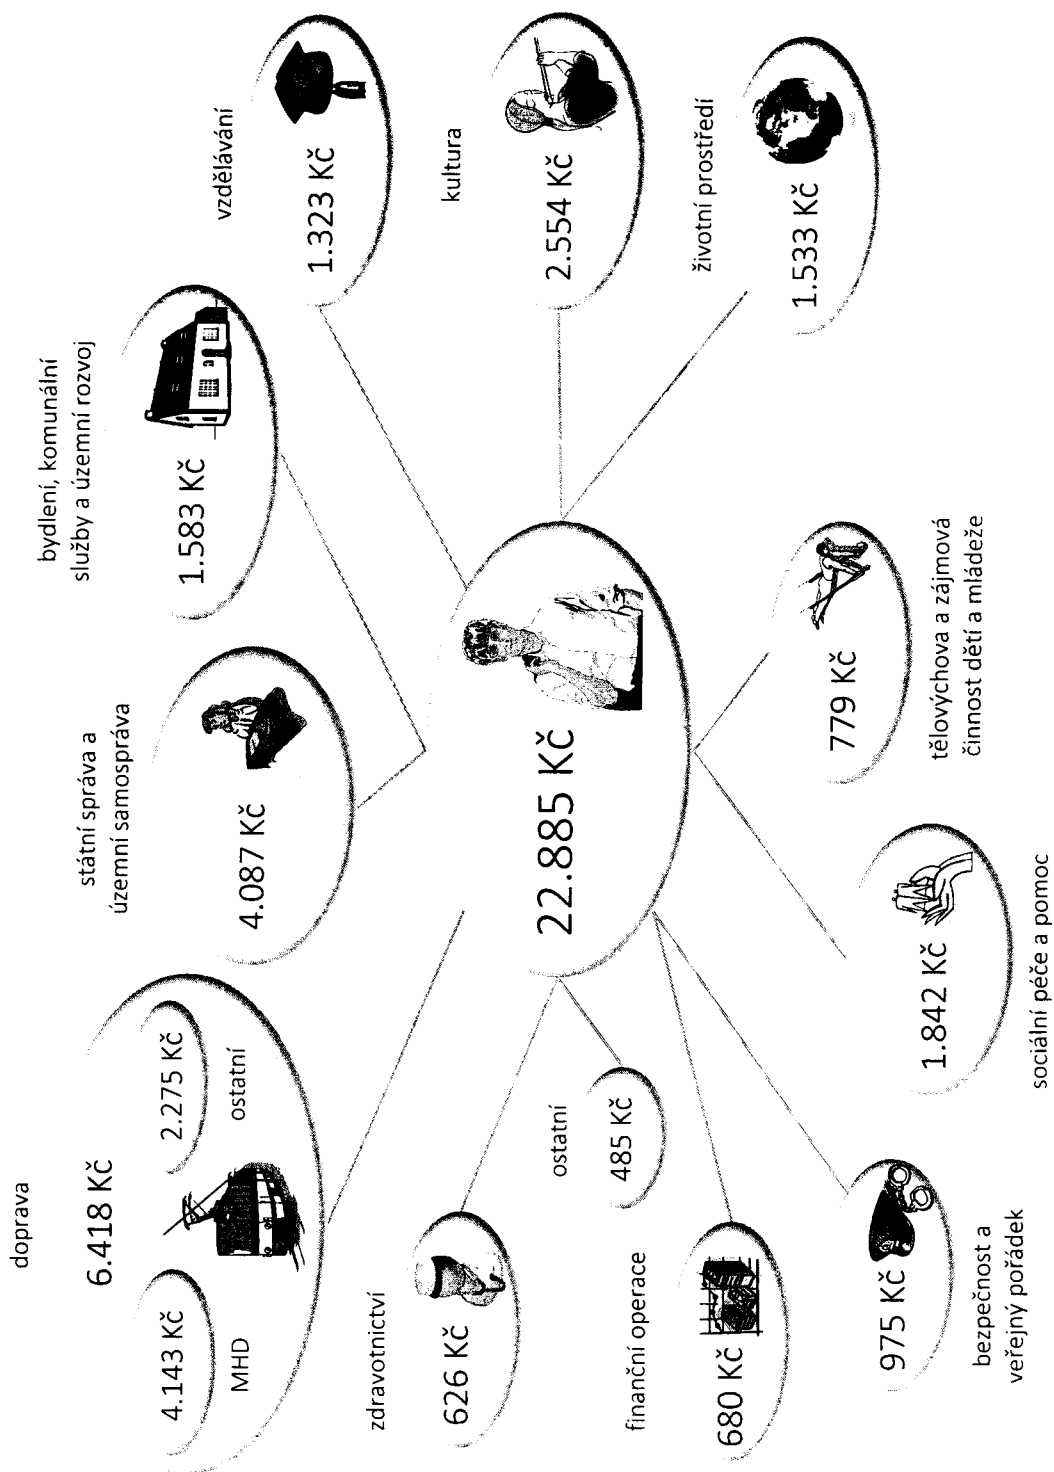 doprava
6.418 Kč
4.143 Kč
MHD
2.275 Kč
ostatní
státní správa a
územní samospráva
4.087 Kč
bydlení, komunální
služby a územní rozvoj
1.583 Kč
vzdělávání
1.323 Kč
kultura
2.554 Kč
životní prostředí
1.533 Kč
22.885 Kč
zdravotnictví
626 Kč
ostatní
485 Kč
finanční operace
680 Kč
bezpečnost a
veřejný pořádek
975 Kč
sociální péče a pomoc
1.842 Kč
tělovýchova a zájmová
činnost dětí a mládeže
779 Kč